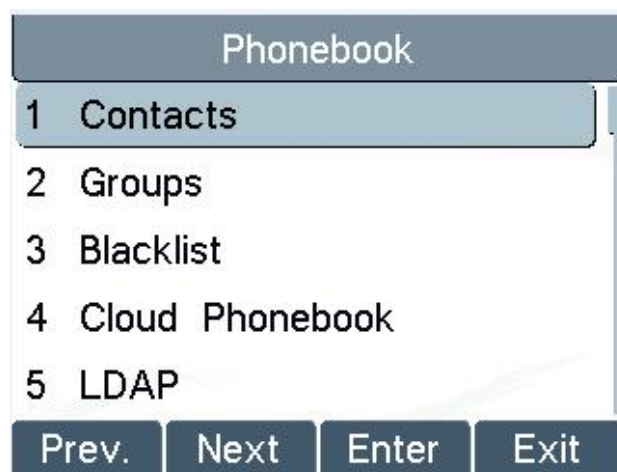 Phonebook
1 Contacts
2 Groups
3 Blacklist
4 Cloud Phonebook
5 LDAP
Prev. Next Enter Exit